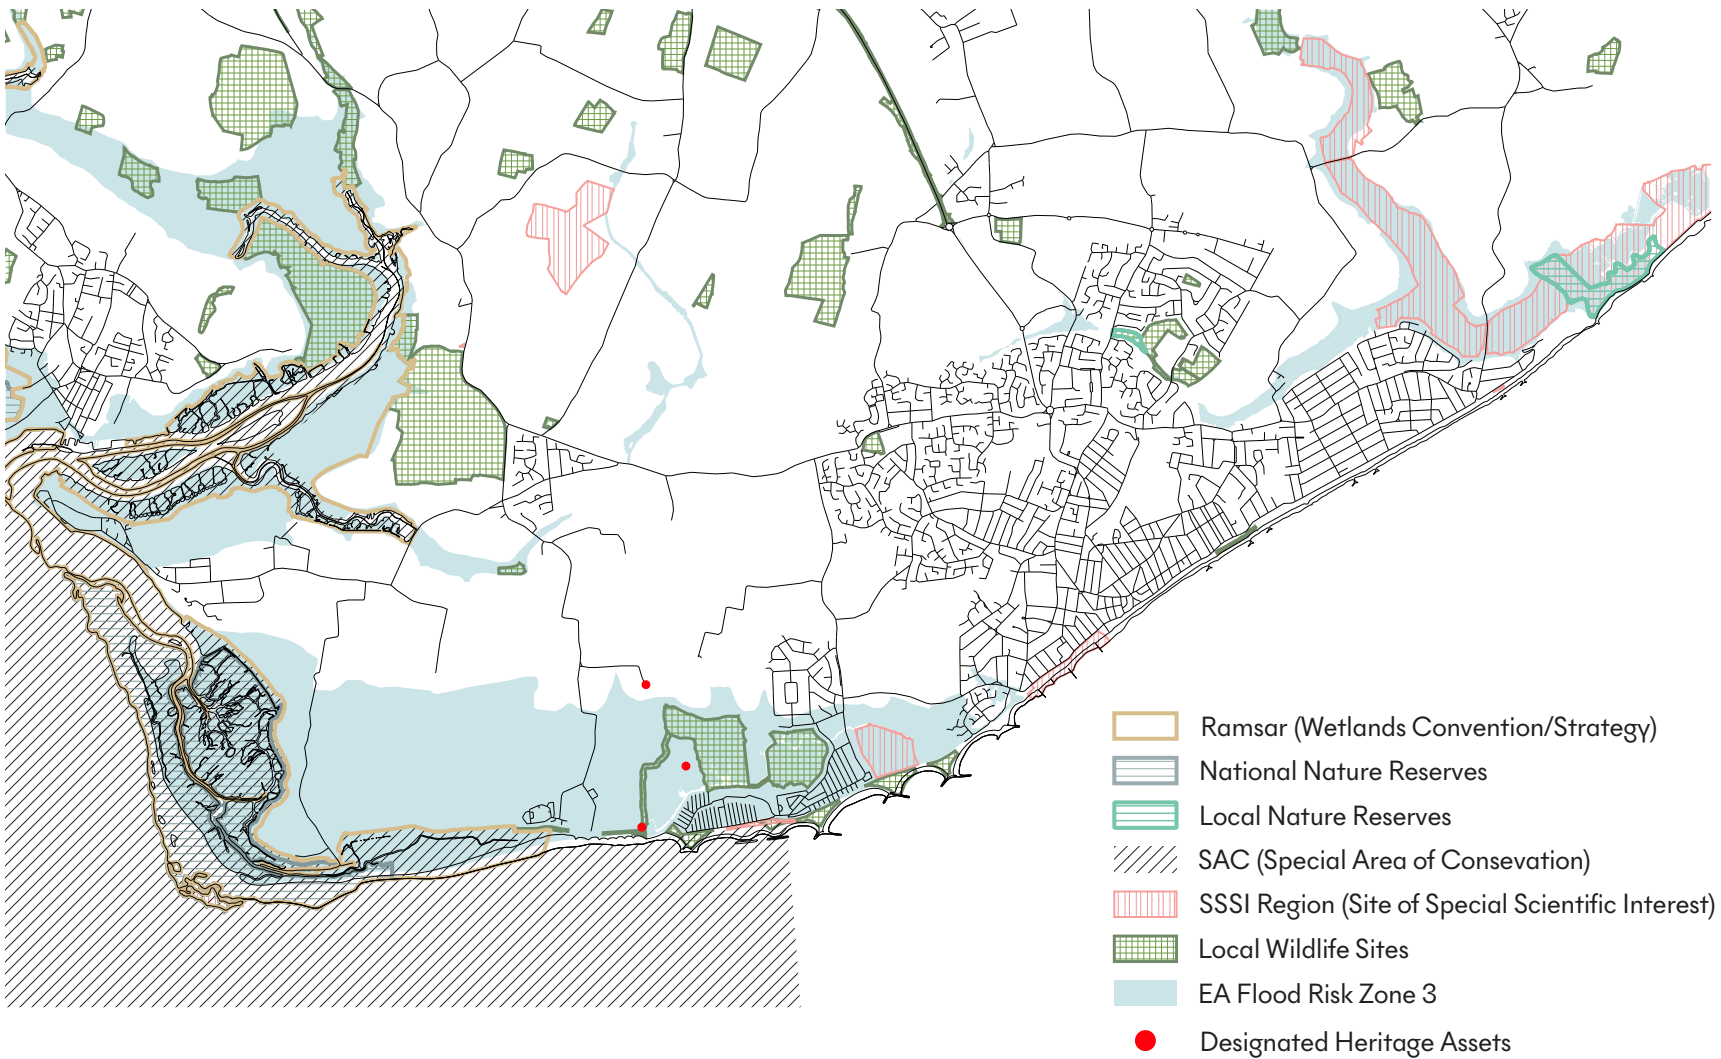 Ramsar (Wetlands Convention/Strategy)
National Nature Reserves
Local Nature Reserves
SAC (Special Area of Consevation)
SSSI Region (Site of Special Scientific Interest)
Local Wildlife Sites
EA Flood Risk Zone 3
Designated Heritage Assets